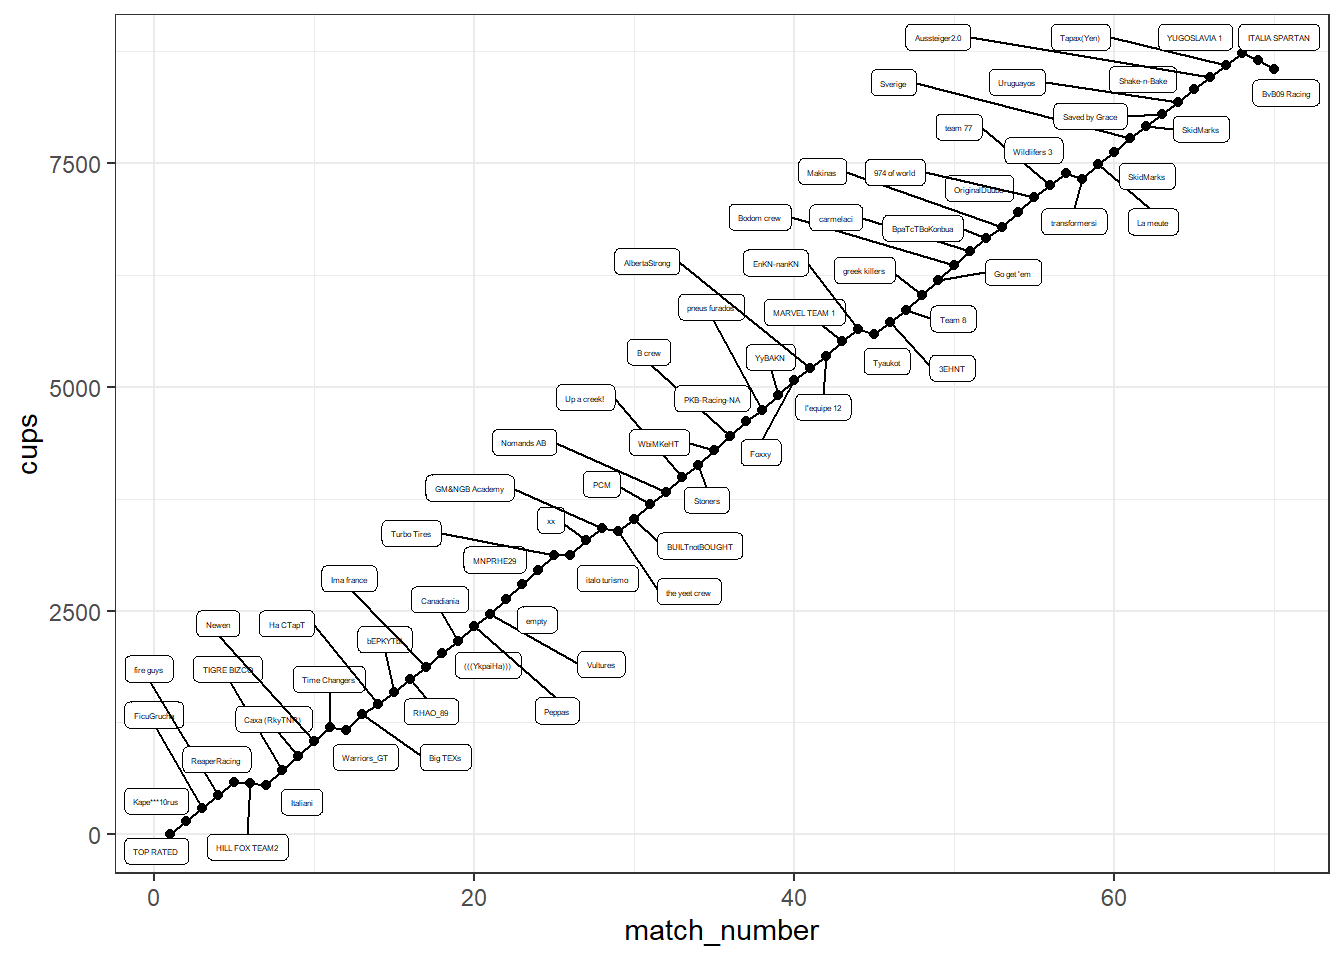 Aussteiger2.0
Tapax(Yen)
YUGOSLAVIA 1
ITALIA SPARTAN
Sverige
Uruguayos
Shake-n-Bake
BvB09 Racing
team 77
Saved by Grace
SkidMarks
Wildlifers 3
7500
Makinas
974 of world
SkidMarks
Bodom crew
carmelaci
BpaTcTBoKonbua
transformersi
La meute
AlbertaStrong
EnKN-nanKN
greek killers
Go get 'em
pneus furados
MARVEL TEAM 1
Team 8
B crew
YyBAKN
Tyaukot
3EHNT
5000
Up a creek!
PKB-Racing-NA
l"equipe 12
Nomands AB
WbiMKeHT
Foxxy
cups
GM&NGB Academy
PCM
Stoners
Turbo Tires
xx
BUILTnotBOUGHT
MNPRHE29
Ima france
italo turismo
the yeet crew
2500
Canadiania
Newen
Ha CTapT
empty
fire guys
TIGRE BIZCO
(((YkpaiHa)))
Vultures
Time Changers
RHAO_89
Peppas
Caxa (RkyTNR)
ReaperRacing
Warriors_GT
Big TEXs
Kape***10rus
Italiani
0
TOP RATED
HILL FOX TEAM2
0
20
40
60
match_number